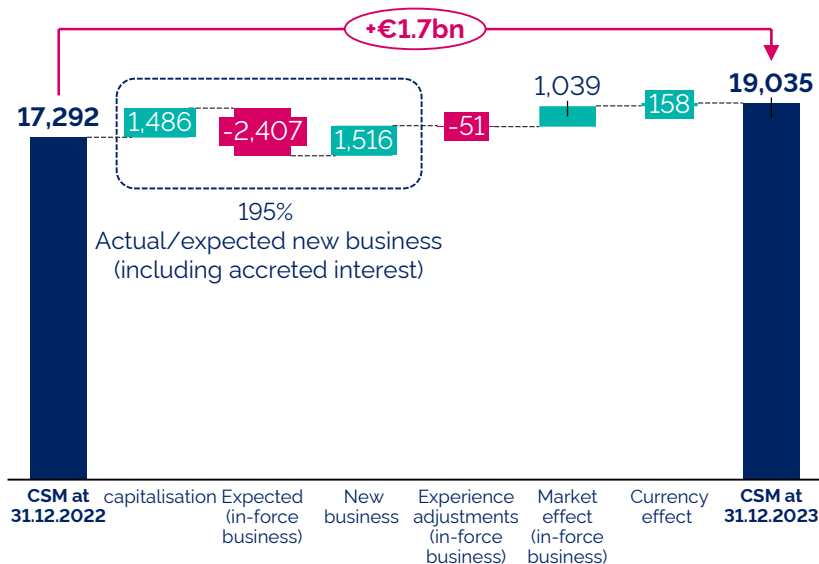 +€1.7bn
17,292
1,486
-2,407
1,516
-51
1,039
158
19,035
195%
Actual/expected new business
(including accreted interest)
CSM at
31.12.2022
capitalisation
Expected
(in-force
business)
New
business
Experience
adjustments
(in-force
business)
Market
effect
(in-force
business)
Currency
effect
CSM at
31.12.2023